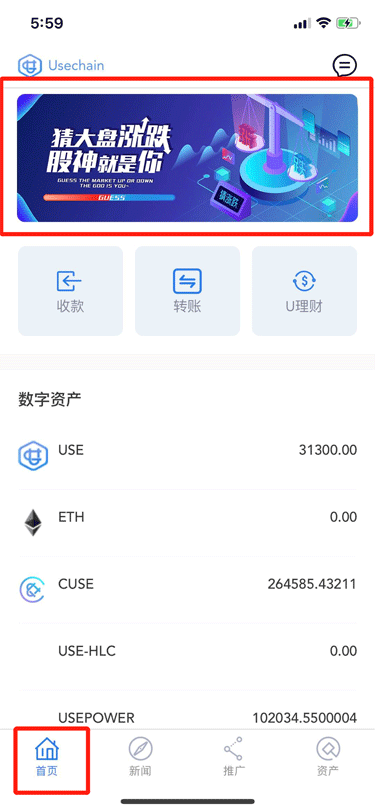 5:59
Usechain
猜大盘涨跌
股神就是你
GUESS THE MARKET UP OR DOWN
THE GOD IS YOU~
GUESS
猜涨跌
收款
转账
U理财
数字资产
USE
31300.00
ETH
0.00
CUSE
264585.43211
USE-HLC
0.00
USEPOWER
102034.5500004
首页
新闻
推广
资产